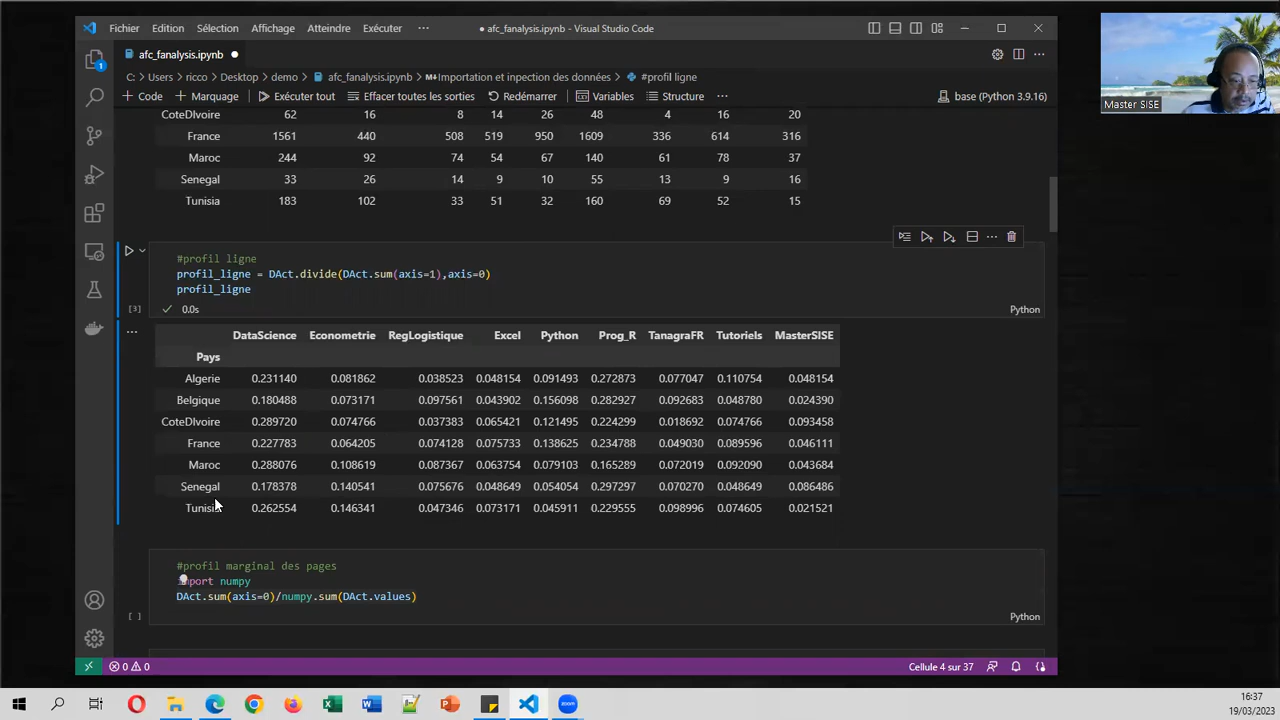 Fichier Edition Sélection Affichage Atteindre Exécuter ··· ● afc_fanalysis.ipynb - Visual Studio Code
afc_fanalysis.ipynb ●
C: > Users > ricco > Desktop > demo > afc_fanalysis.ipynb > Importation et inpection des données > #profil ligne
+ Code + Marquage Exécuter tout Effacer toutes les sorties Redémarrer Variables Structure ··· base (Python 3.9.16)
CoteDIvoire 62 16 8 14 26 48 4 16 20
France 1561 440 508 519 950 1609 336 614 316
Maroc 244 92 74 54 67 140 61 78 37
Senegal 33 26 14 9 10 55 13 9 16
Tunisia 183 102 33 51 32 160 69 52 15
#profil ligne
profil_ligne = DAct.divide(DAct.sum(axis=1),axis=0)
profil_ligne
[3] 0.0s Python
DataScience Econometrie RegLogistique Excel Python Prog_R TanagraFR Tutoriels MasterSISE
Pays
Algerie 0.231140 0.081862 0.038523 0.048154 0.091493 0.272873 0.077047 0.110754 0.048154
Belgique 0.180488 0.073171 0.097561 0.043902 0.156098 0.282927 0.092683 0.048780 0.024390
CoteDIvoire 0.289720 0.074766 0.037383 0.065421 0.121495 0.224299 0.018692 0.074766 0.093458
France 0.227783 0.064205 0.074128 0.075733 0.138625 0.234788 0.049030 0.089596 0.046111
Maroc 0.288076 0.108619 0.087367 0.063754 0.079103 0.165289 0.072019 0.092090 0.043684
Senegal 0.178378 0.140541 0.075676 0.048649 0.054054 0.297297 0.070270 0.048649 0.086486
Tunisia 0.262554 0.146341 0.047346 0.073171 0.045911 0.229555 0.098996 0.074605 0.021521
#profil marginal des pages
import numpy
DAct.sum(axis=0)/numpy.sum(DAct.values)
[ ] Python
0 0 Cellule 4 sur 37
Master SISE
16:37
19/03/2023